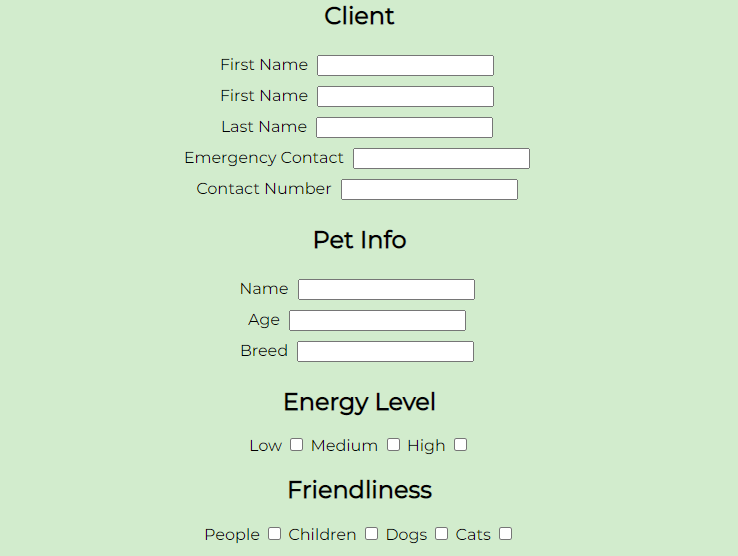 Client
First Name
First Name
Last Name
Emergency Contact
Contact Number
Pet Info
Name
Age
Breed
Energy Level
Low Medium High
Friendliness
People Children Dogs Cats